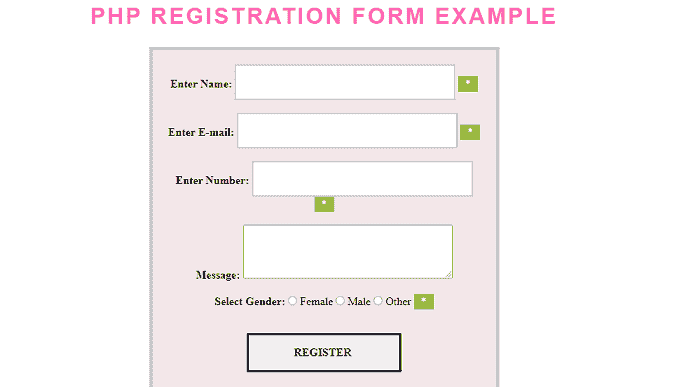 PHP REGISTRATION FORM EXAMPLE
Enter Name: *
Enter E-mail: *
Enter Number:
*
Message:
Select Gender: Female Male Other *
REGISTER